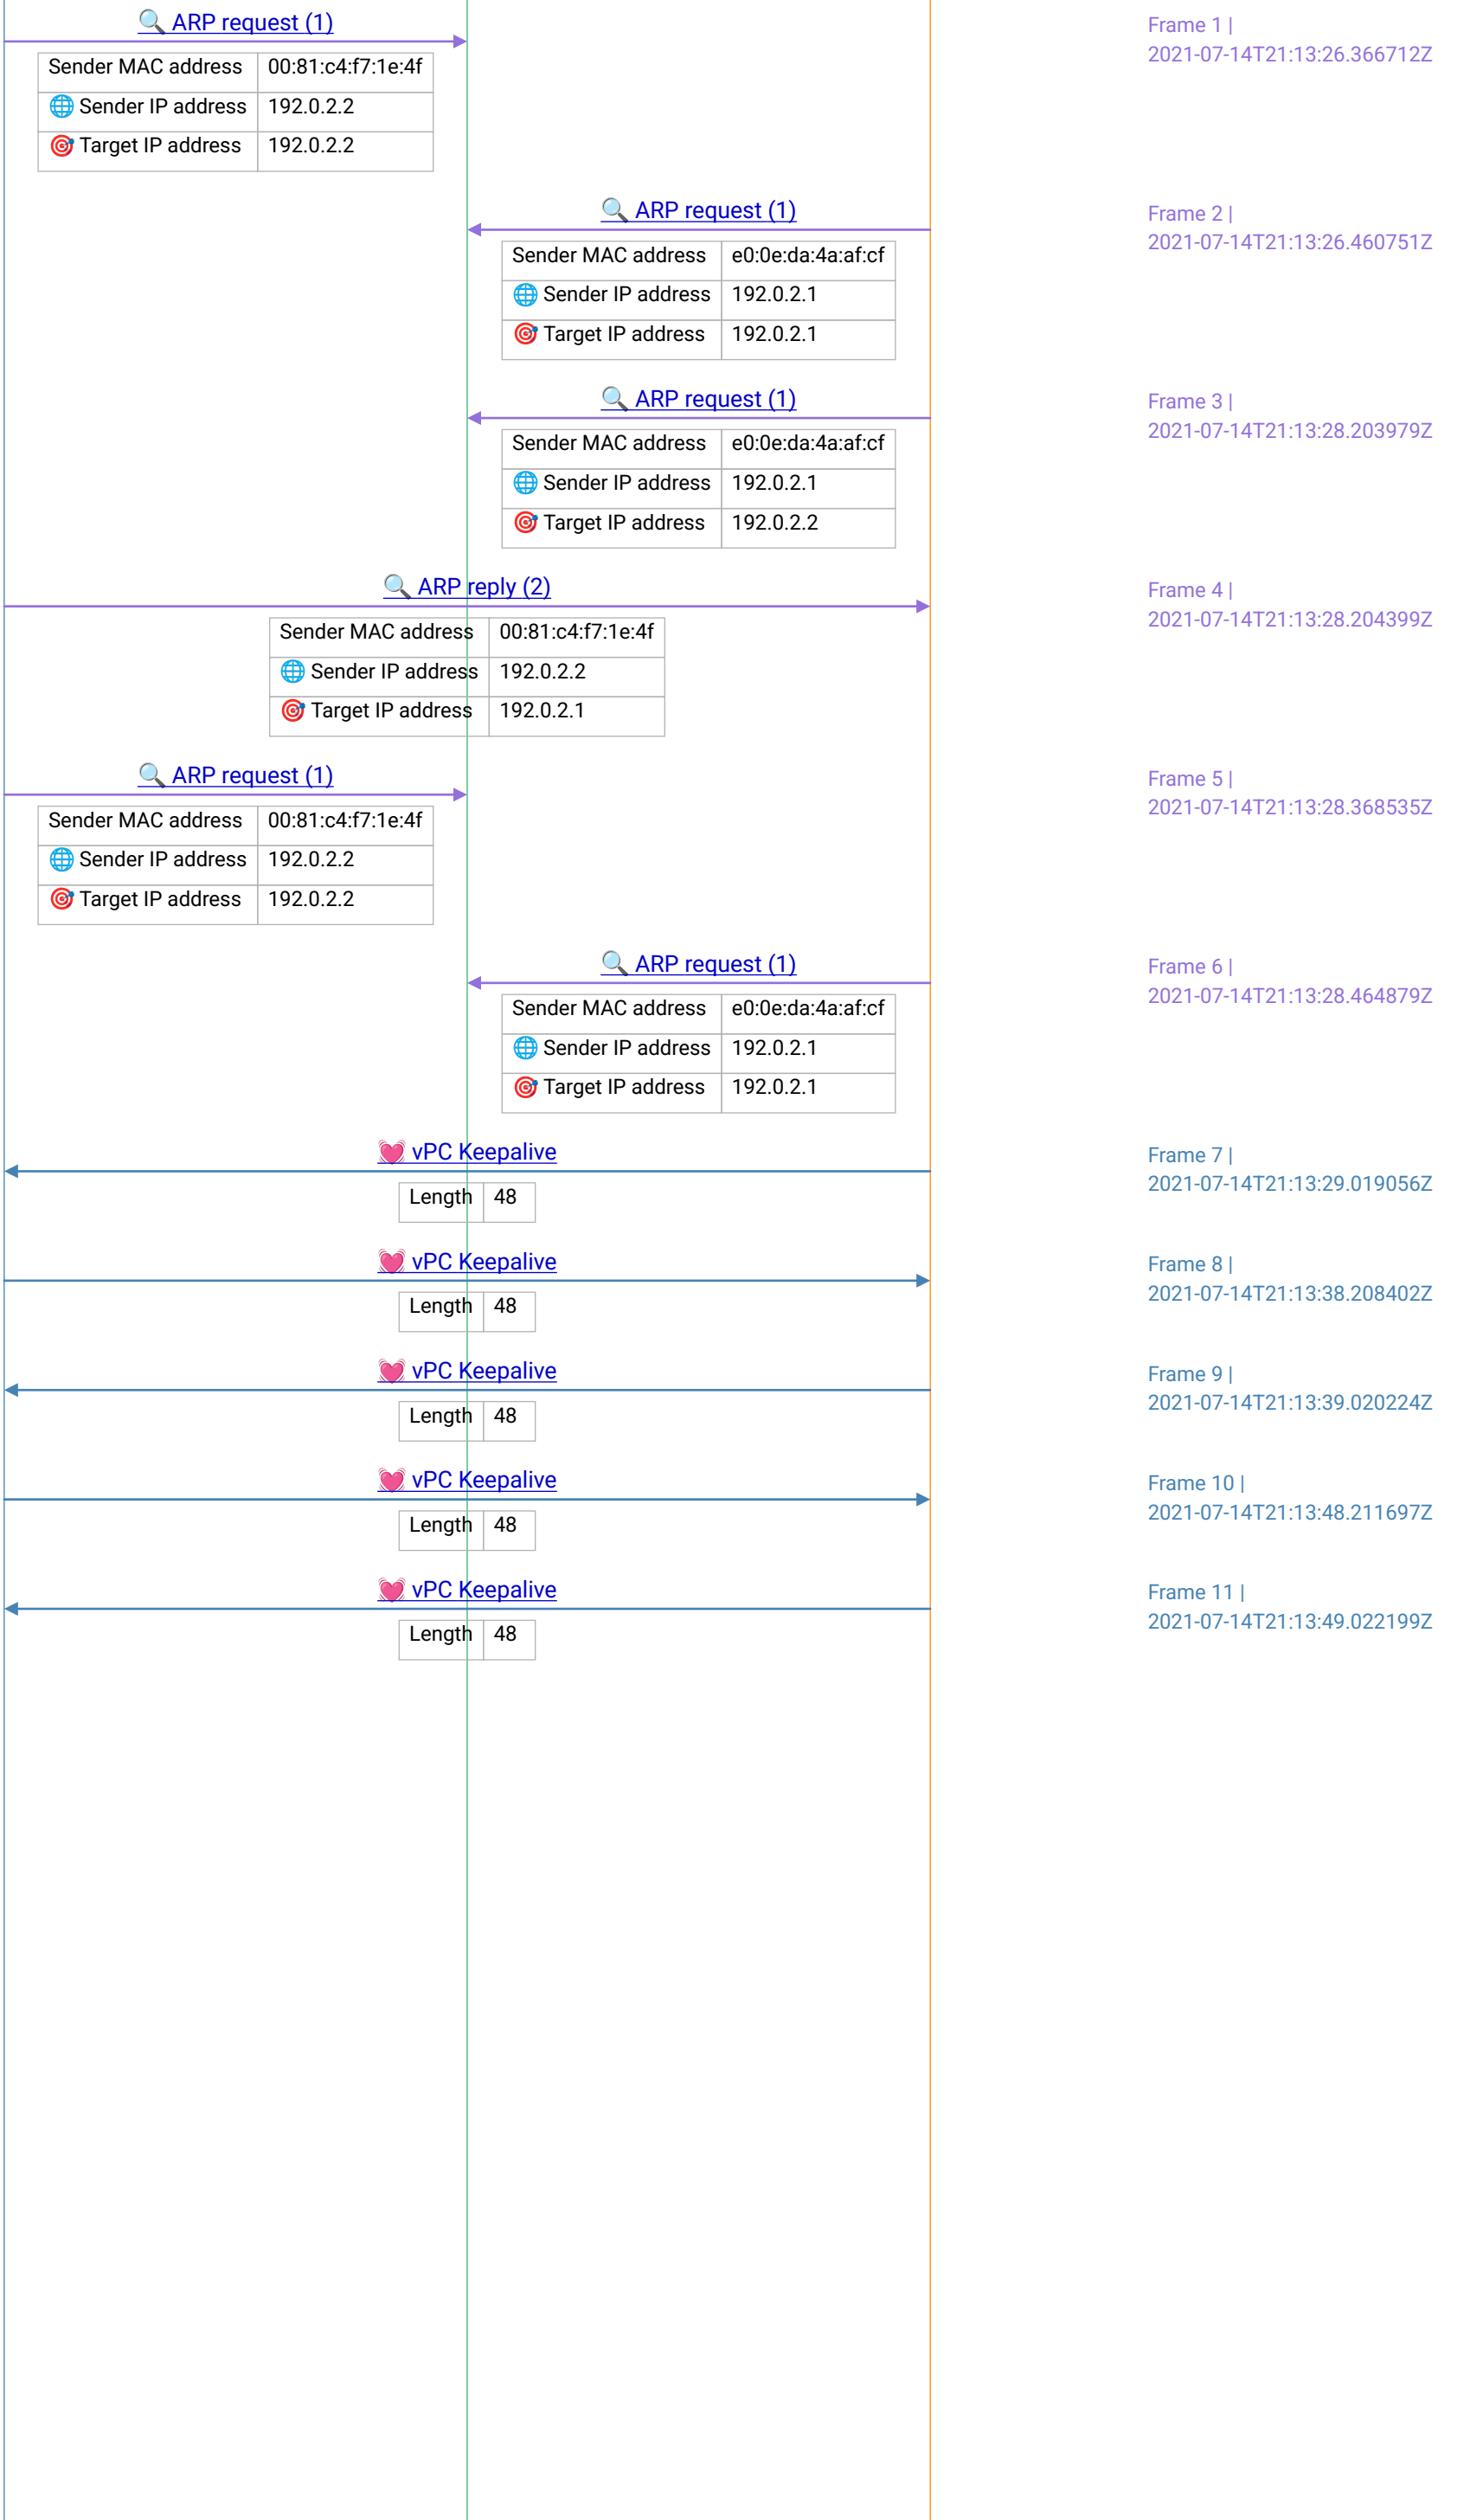 🔍 ARP request (1)
Frame 1 |
2021-07-14T21:13:26.366712Z
Sender MAC address 00:81:c4:f7:1e:4f
🌐 Sender IP address 192.0.2.2
🎯 Target IP address 192.0.2.2
🔍 ARP request (1)
Frame 2 |
2021-07-14T21:13:26.460751Z
Sender MAC address e0:0e:da:4a:af:cf
🌐 Sender IP address 192.0.2.1
🎯 Target IP address 192.0.2.1
🔍 ARP request (1)
Frame 3 |
2021-07-14T21:13:28.203979Z
Sender MAC address e0:0e:da:4a:af:cf
🌐 Sender IP address 192.0.2.1
🎯 Target IP address 192.0.2.2
🔍 ARP reply (2)
Frame 4 |
2021-07-14T21:13:28.204399Z
Sender MAC address 00:81:c4:f7:1e:4f
🌐 Sender IP address 192.0.2.2
🎯 Target IP address 192.0.2.1
🔍 ARP request (1)
Frame 5 |
2021-07-14T21:13:28.368535Z
Sender MAC address 00:81:c4:f7:1e:4f
🌐 Sender IP address 192.0.2.2
🎯 Target IP address 192.0.2.2
🔍 ARP request (1)
Frame 6 |
2021-07-14T21:13:28.464879Z
Sender MAC address e0:0e:da:4a:af:cf
🌐 Sender IP address 192.0.2.1
🎯 Target IP address 192.0.2.1
💓 vPC Keepalive
Frame 7 |
2021-07-14T21:13:29.019056Z
Length 48
💓 vPC Keepalive
Frame 8 |
2021-07-14T21:13:38.208402Z
Length 48
💓 vPC Keepalive
Frame 9 |
2021-07-14T21:13:39.020224Z
Length 48
💓 vPC Keepalive
Frame 10 |
2021-07-14T21:13:48.211697Z
Length 48
💓 vPC Keepalive
Frame 11 |
2021-07-14T21:13:49.022199Z
Length 48